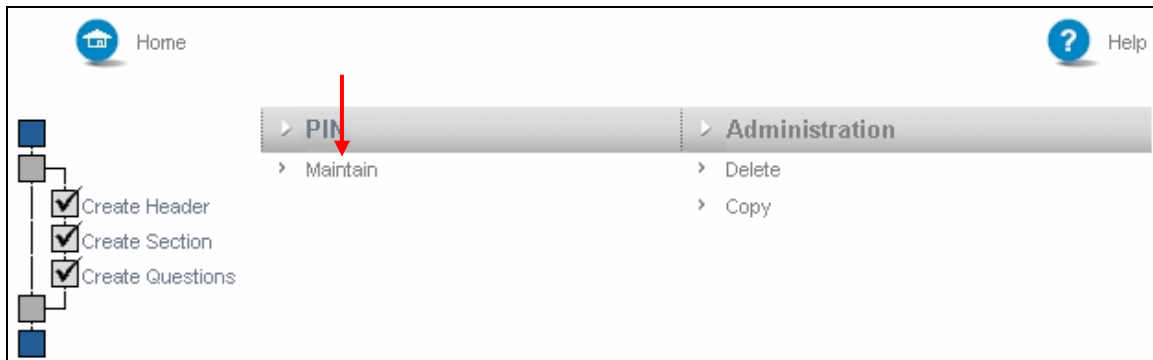 Home
Help
PIN
Administration
Maintain
Delete
Create Header
Copy
Create Section
Create Questions